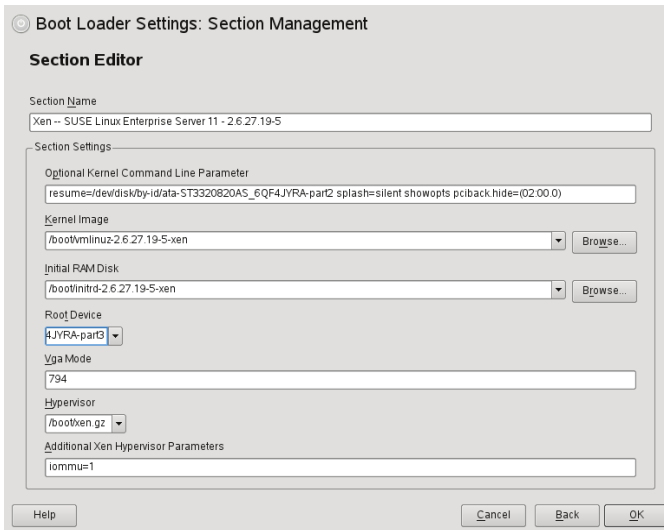 Boot Loader Settings: Section Management
Section Editor
Section Name
Xen -- SUSE Linux Enterprise Server 11 - 2.6.27.19-5
Section Settings
Optional Kernel Command Line Parameter
resume=/dev/disk/by-id/ata-ST3320820AS_6QF4JYRA-part2 splash=silent showopts pciback.hide=(02:00.0)
Kernel Image
/boot/vmlinuz-2.6.27.19-5-xen
Browse...
Initial RAM Disk
/boot/initrd-2.6.27.19-5-xen
Browse...
Root Device
4JYRA-part3
Vga Mode
794
Hypervisor
/boot/xen.gz
Additional Xen Hypervisor Parameters
iommu=1
Help
Cancel
Back
OK